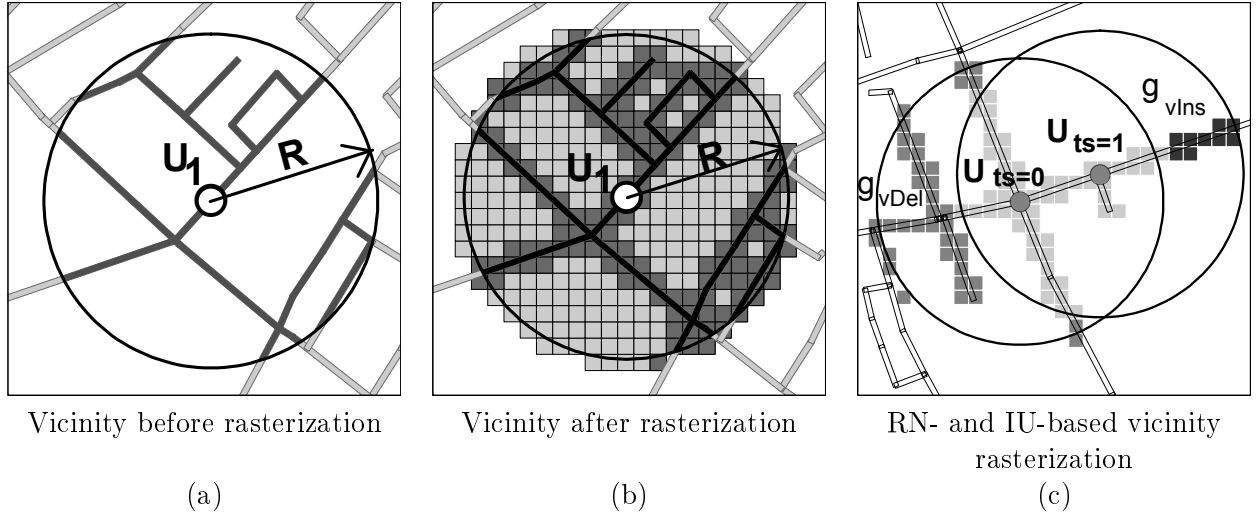 U1
R
U1
R
g vIns
U ts=1
U ts=0
g vDel
Vicinity before rasterization
Vicinity after rasterization
RN- and IU-based vicinity
rasterization
(a)
(b)
(c)